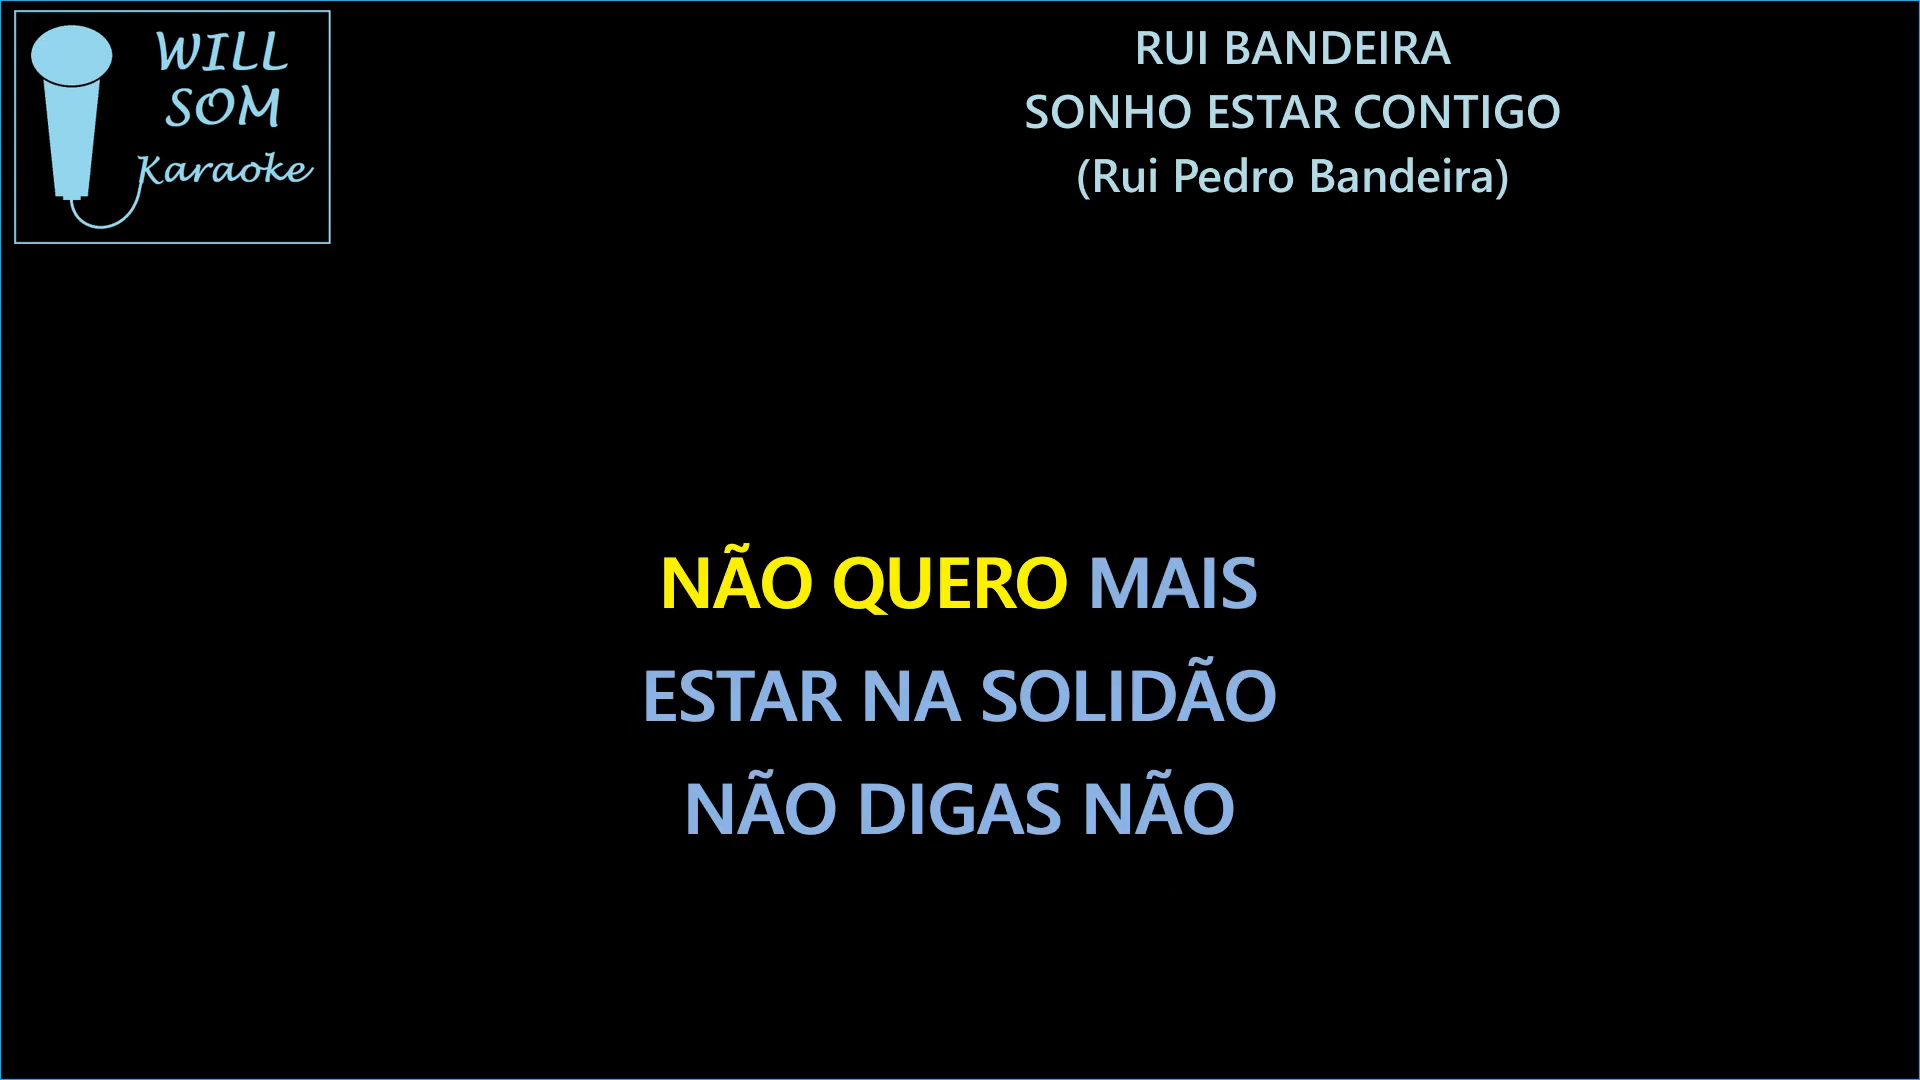 WILL
SOM
Karaoke
RUI BANDEIRA
SONHO ESTAR CONTIGO
(Rui Pedro Bandeira)
NÃO QUERO MAIS
ESTAR NA SOLIDÃO
NÃO DIGAS NÃO